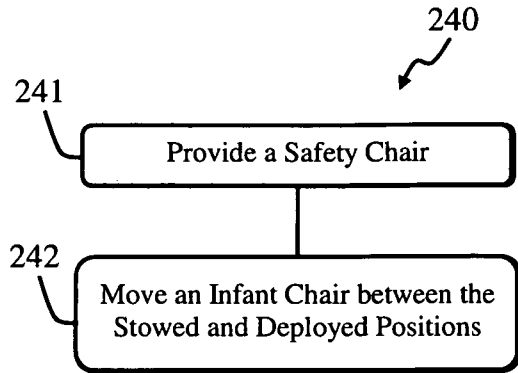 240
241
Provide a Safety Chair
242
Move an Infant Chair between the
Stowed and Deployed Positions